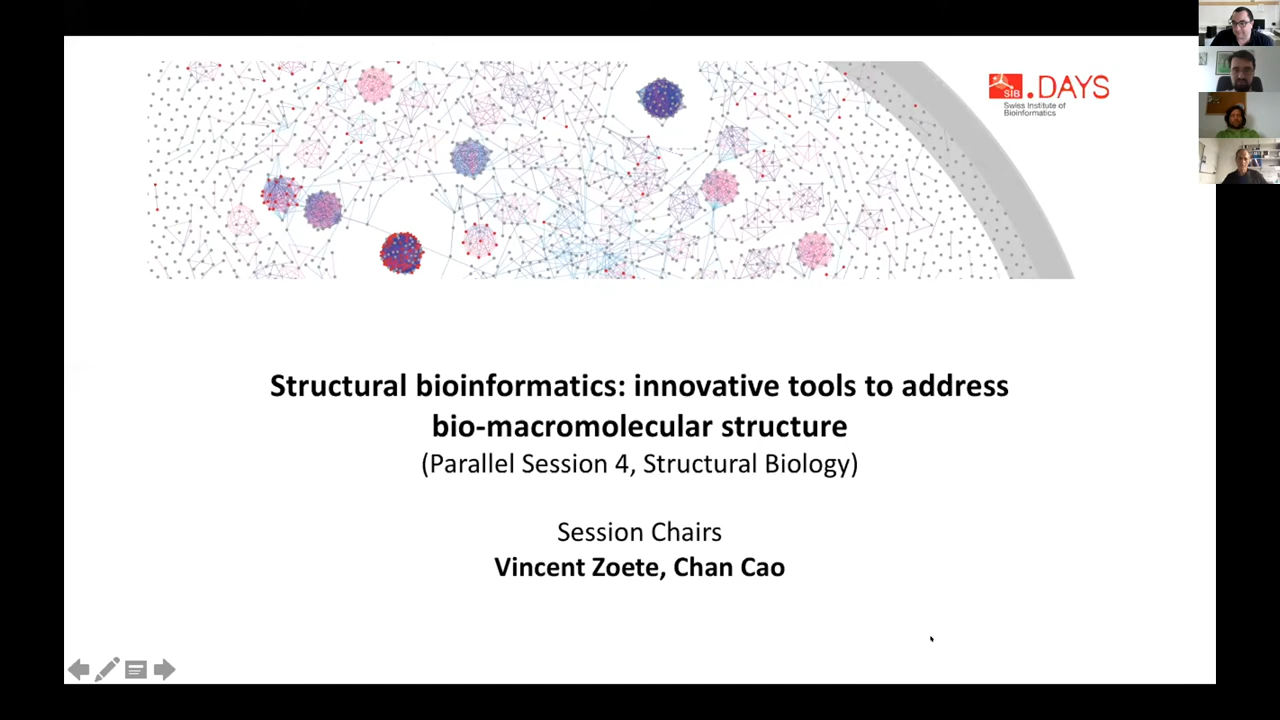 SIB
.DAYS
Swiss Institute of
Bioinformatics
Structural bioinformatics: innovative tools to address
bio-macromolecular structure
(Parallel Session 4, Structural Biology)
Session Chairs
Vincent Zoete, Chan Cao